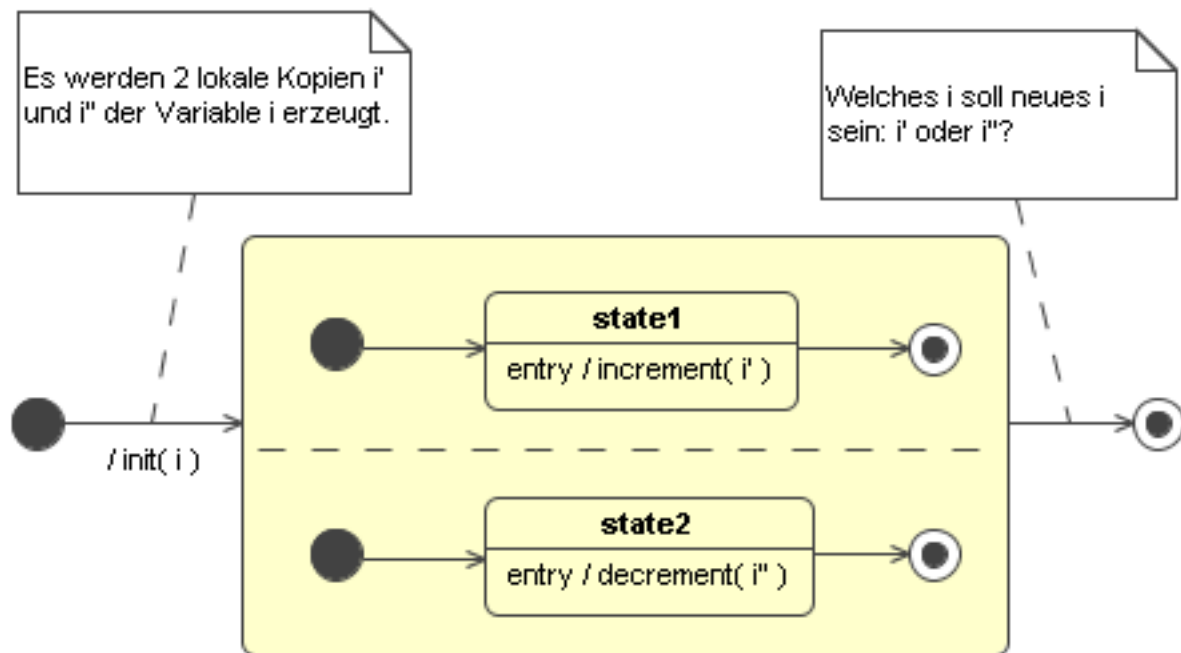 Es werden 2 lokale Kopien i'
und i'' der Variable i erzeugt.
Welches i soll neues i
sein: i' oder i''?
state1
entry / increment( i' )
/ init( i )
state2
entry / decrement( i'' )